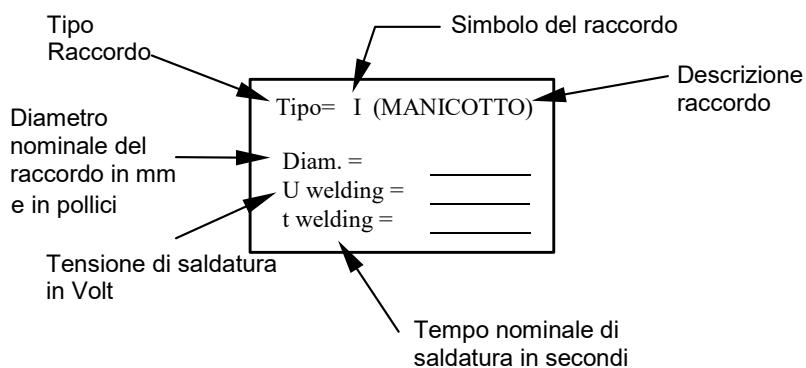 Tipo
Raccordo
Simbolo del raccordo
Descrizione
raccordo
Tipo= I (MANICOTTO)
Diametro
nominale del
raccordo in mm
e in pollici
Diam. =
U welding =
t welding =
Tensione di saldatura
in Volt
Tempo nominale di
saldatura in secondi